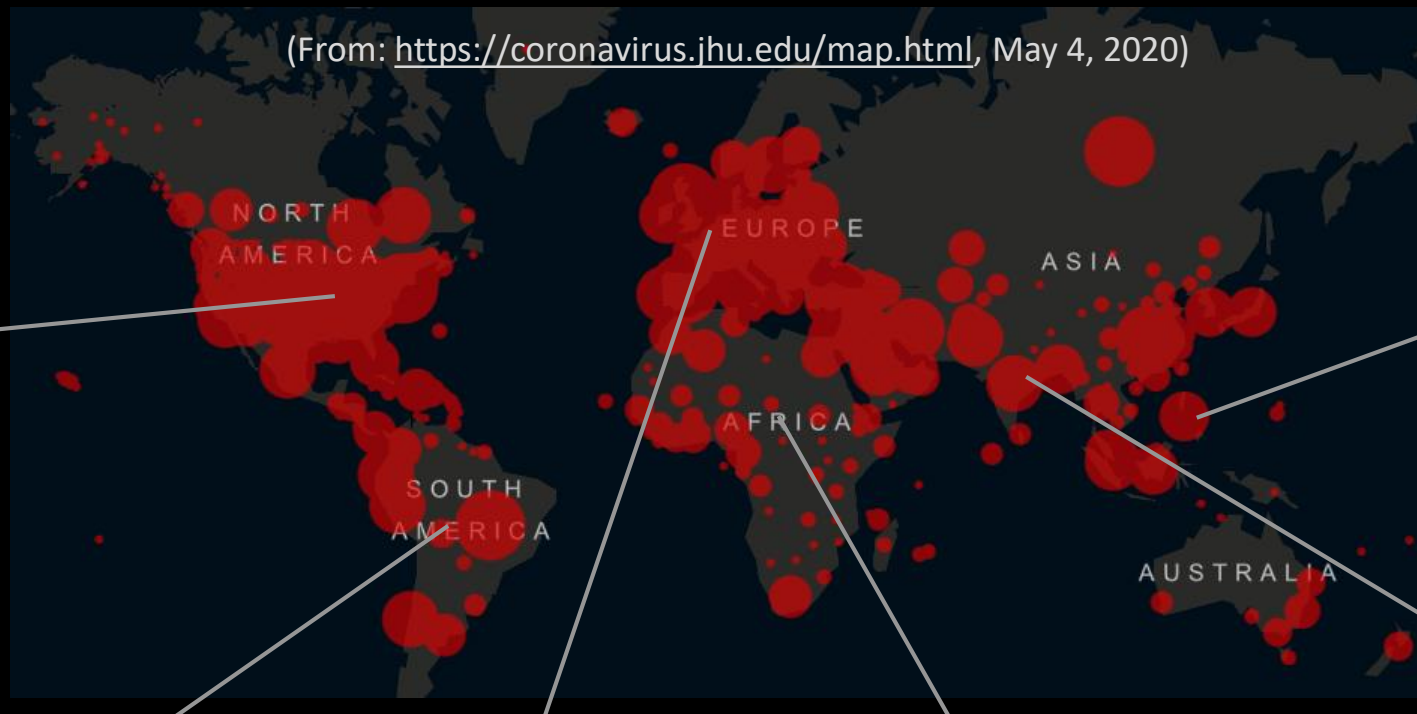 (From: https://coronavirus.jhu.edu/map.html, May 4, 2020)
NORTH
AMERICA
EUROPE
ASIA
AFRICA
SOUTH
AMERICA
AUSTRALIA